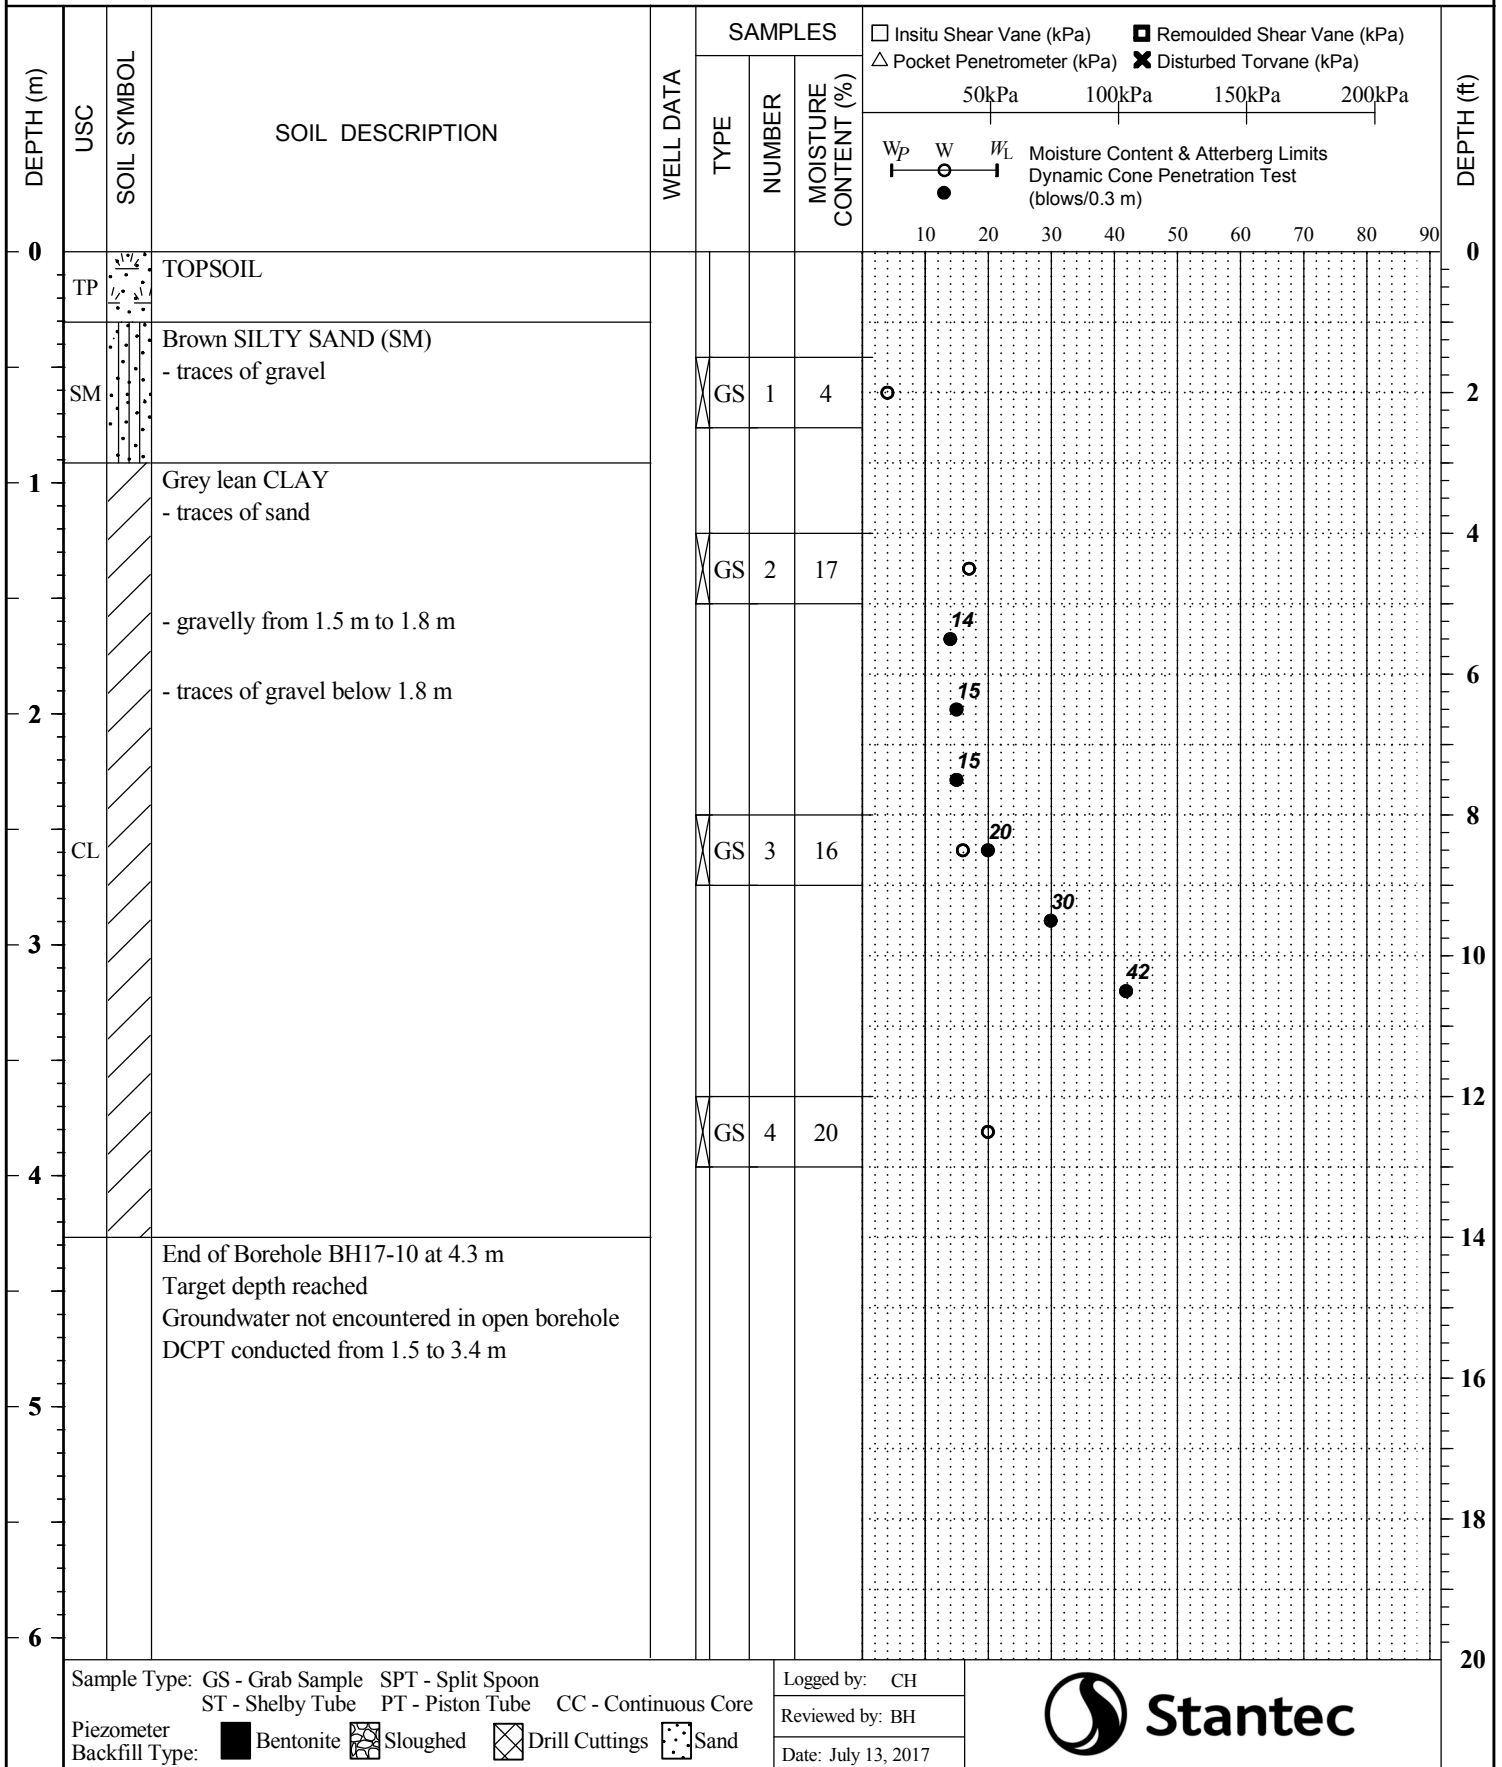 DEPTH (m)
USC
SOIL SYMBOL
SOIL DESCRIPTION
WELL DATA
SAMPLES
TYPE
NUMBER
MOISTURE CONTENT (%)
Insitu Shear Vane (kPa)
Remoulded Shear Vane (kPa)
Pocket Penetrometer (kPa)
Disturbed Torvane (kPa)
50kPa 100kPa 150kPa 200kPa
WP W WL
Moisture Content & Atterberg Limits
Dynamic Cone Penetration Test
(blows/0.3 m)
10 20 30 40 50 60 70 80 90
DEPTH (ft)
0 0
TP TOPSOIL
Brown SILTY SAND (SM)
- traces of gravel
SM GS 1 4 2
1 Grey lean CLAY
- traces of sand
4
GS 2 17
- gravelly from 1.5 m to 1.8 m
14
6
- traces of gravel below 1.8 m
15
2
15
8
20
CL GS 3 16
30
3 10
42
12
GS 4 20
4
14
End of Borehole BH17-10 at 4.3 m
Target depth reached
Groundwater not encountered in open borehole
DCPT conducted from 1.5 to 3.4 m
16
5
18
6
20
Sample Type: GS - Grab Sample SPT - Split Spoon
ST - Shelby Tube PT - Piston Tube CC - Continuous Core
Piezometer
Backfill Type:
Bentonite Sloughed Drill Cuttings Sand
Logged by: CH
Reviewed by: BH
Date: July 13, 2017
Stantec